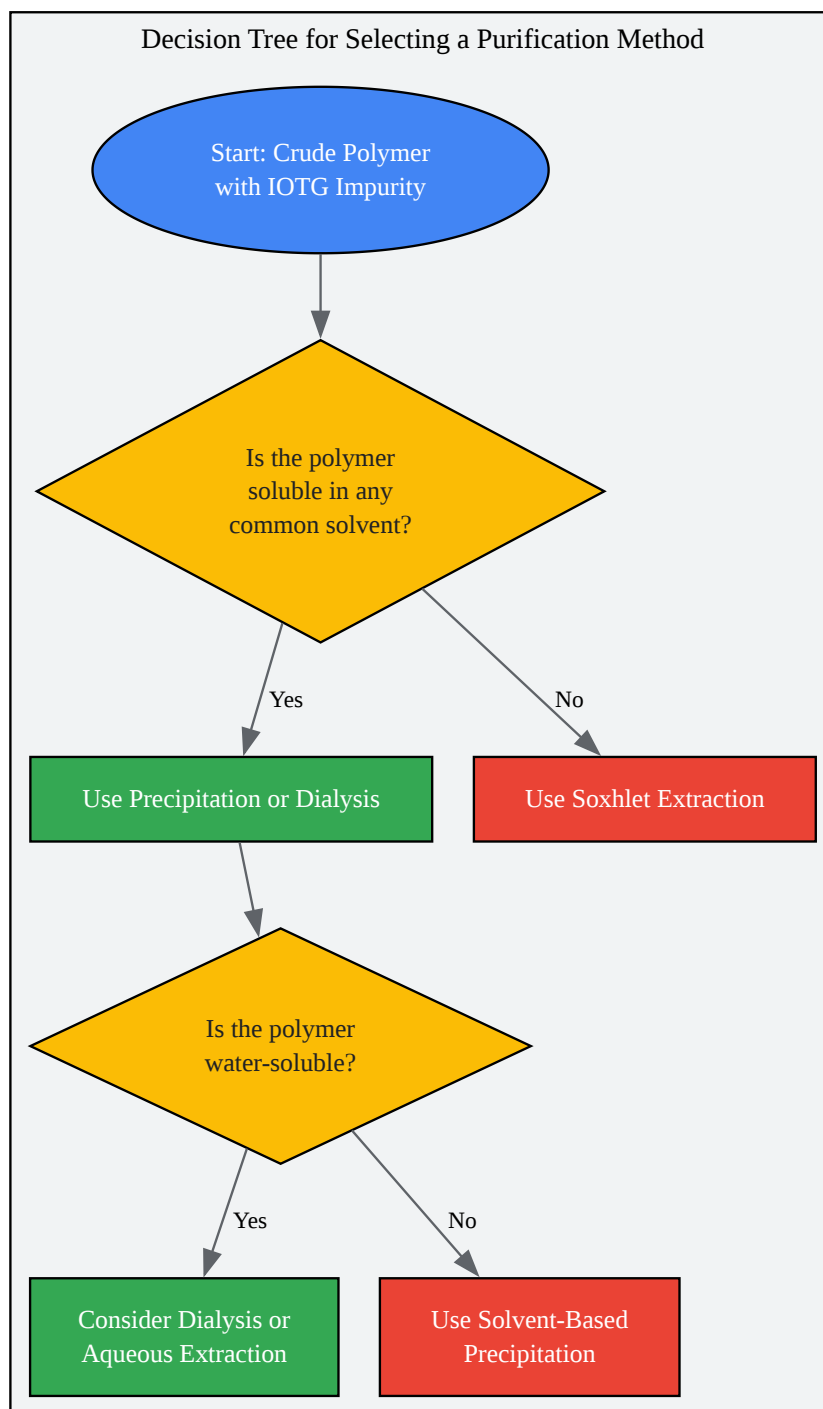 Decision Tree for Selecting a Purification Method
Start: Crude Polymer
with IOTG Impurity
Is the polymer
soluble in any
common solvent?
Yes
No
Use Precipitation or Dialysis
Use Soxhlet Extraction
Is the polymer
water-soluble?
Yes
No
Consider Dialysis or
Aqueous Extraction
Use Solvent-Based
Precipitation